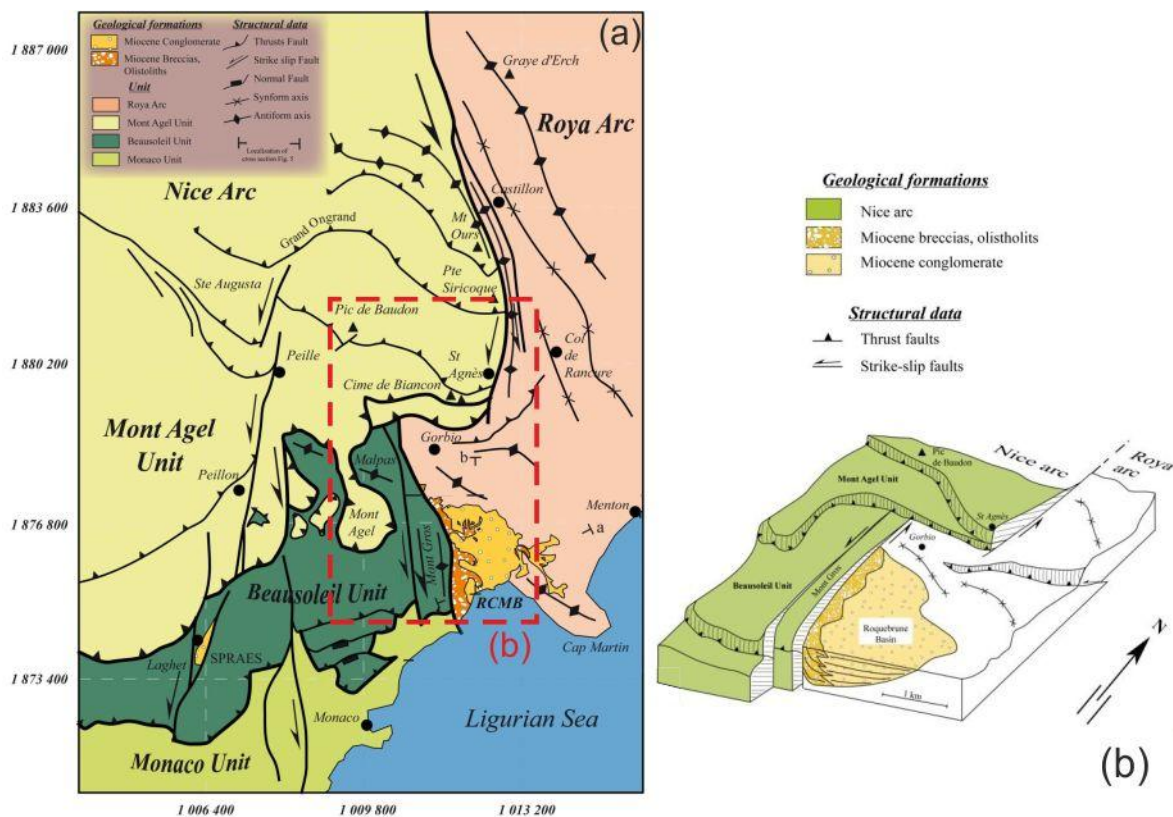 (a)
Geological formations
Miocene Conglomerate
Miocene Breccias,
Olistoliths
Unit
Roya Arc
Mont Agel Unit
Beausoleil Unit
Monaco Unit
Structural data
Thrusts Fault
Strike slip Fault
Normal Fault
Synform axis
Antiform axis
Localization of
cross section Fig. 5
1 887 000
1 883 600
1 880 200
1 876 800
1 873 400
1 006 400
1 009 800
1 013 200
Graye d'Erch
Roya Arc
Nice Arc
Castillon
Grand Ongrand
Mt
Ours
Ste Augusta
Pte
Siricoque
Pic de Baudon
Peille
St
Agnès
Col
de
Rancure
Cime de Biancon
Mont Agel
Unit
Gorbio
b
Malpas
Peillon
Menton
Mont
Agel
a
Mont Gros
Beausoleil Unit
RCMB
(b)
Cap Martin
Laghet
SPRAES
Monaco
Ligurian Sea
Monaco Unit
Geological formations
Nice arc
Miocene breccias, olistholits
Miocene conglomerate
Structural data
Thrust faults
Strike-slip faults
Pic
de Baudon
Nice arc
Roya
arc
Mont Agel Unit
St Agnès
Gorbio
Beausoleil Unit
Mont Gros
Roquebrune
Basin
1 km
N
(b)